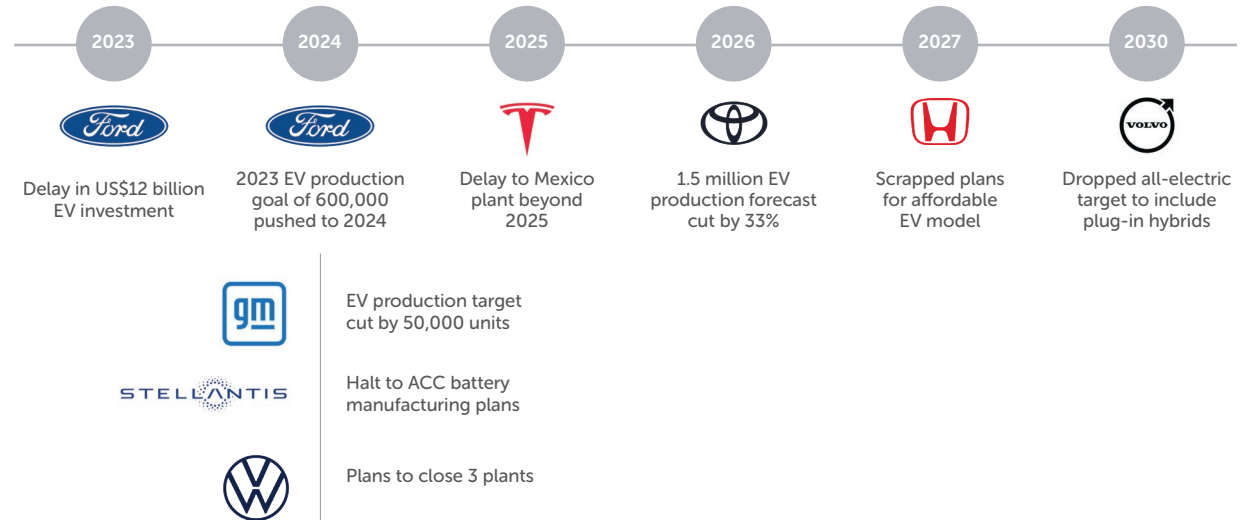 2023
2024
2025
2026
2027
2030
Ford
Ford
VOLVO
Delay in US$12 billion
EV investment
2023 EV production
goal of 600,000
pushed to 2024
Delay to Mexico
plant beyond
2025
1.5 million EV
production forecast
cut by 33%
Scrapped plans
for affordable
EV model
Dropped all-electric
target to include
plug-in hybrids
gm
EV production target
cut by 50,000 units
STELLANTIS
Halt to ACC battery
manufacturing plans
Plans to close 3 plants